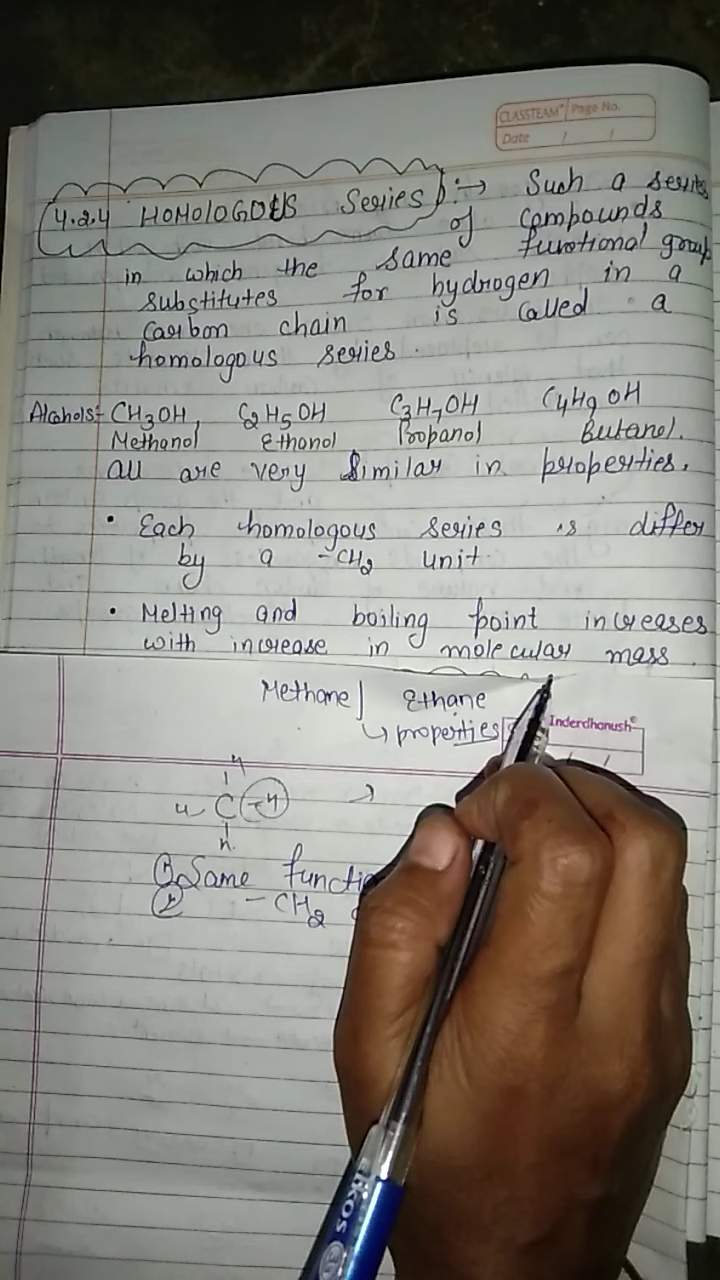 CLASSTEAM® Page No.
Date / /
4.2.4 HOMOLOGOUS Series :→ Such a series
of compounds
in which the same functional group
substitutes for hydrogen in a
carbon chain is called a
homologous series.
Alcohols:- CH3OH, C2H5OH C3H7OH C4H9OH
Methanol Ethanol Propanol Butanol.
all are very similar in properties.
• Each homologous series is differ
by a -CH2 unit.
• Melting and boiling point increases
with increase in molecular mass.
Methane Ethane
↳ properties
Inderdhanush®
/ /
H
H C -H
H
① Same functio
② -CH2